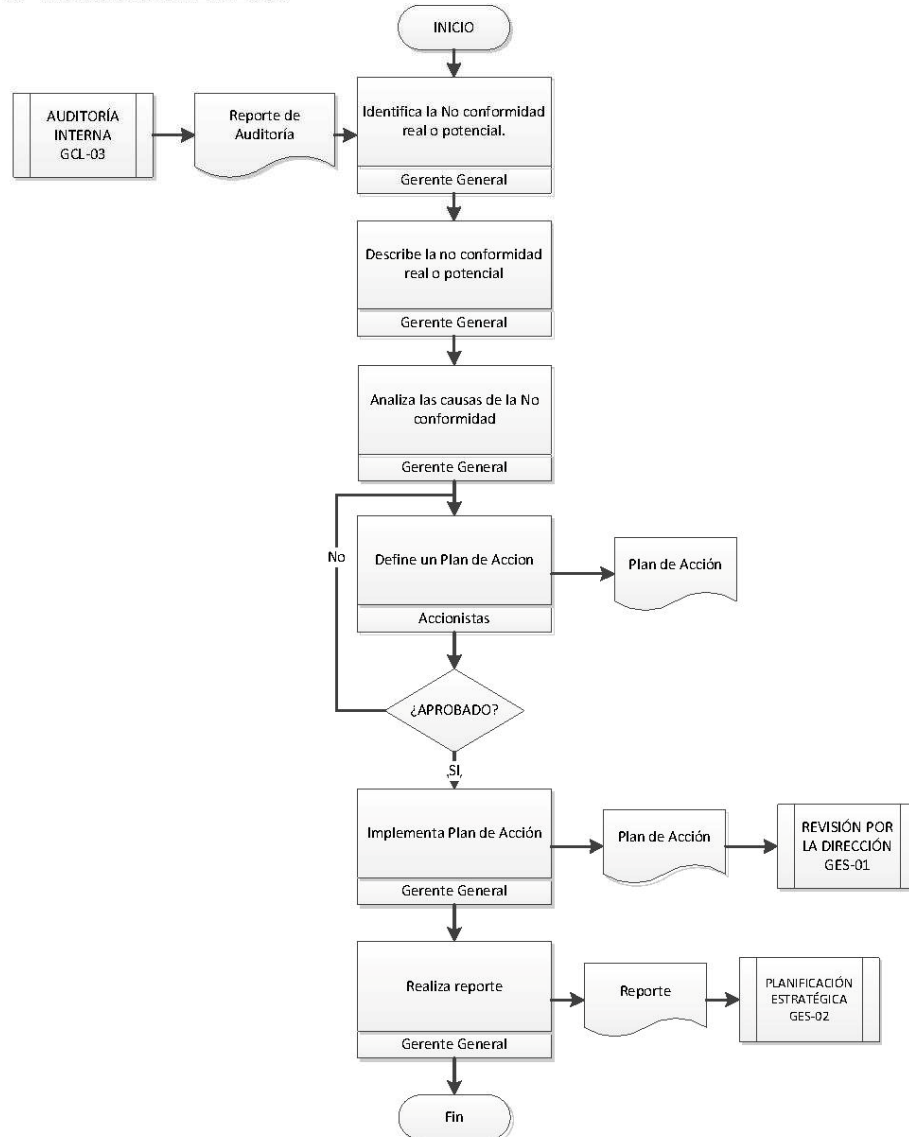 INICIO
AUDITORÍA
INTERNA
GCL-03
Reporte de
Auditoría
Identifica la No conformidad
real o potencial.
Gerente General
Describe la no conformidad
real o potencial
Gerente General
Analiza las causas de la No
conformidad
Gerente General
No
Define un Plan de Accion
Accionistas
Plan de Acción
¿APROBADO?
SI
Implementa Plan de Acción
Gerente General
Plan de Acción
REVISIÓN POR
LA DIRECCIÓN
GES-01
Realiza reporte
Gerente General
Reporte
PLANIFICACIÓN
ESTRATÉGICA
GES-02
Fin